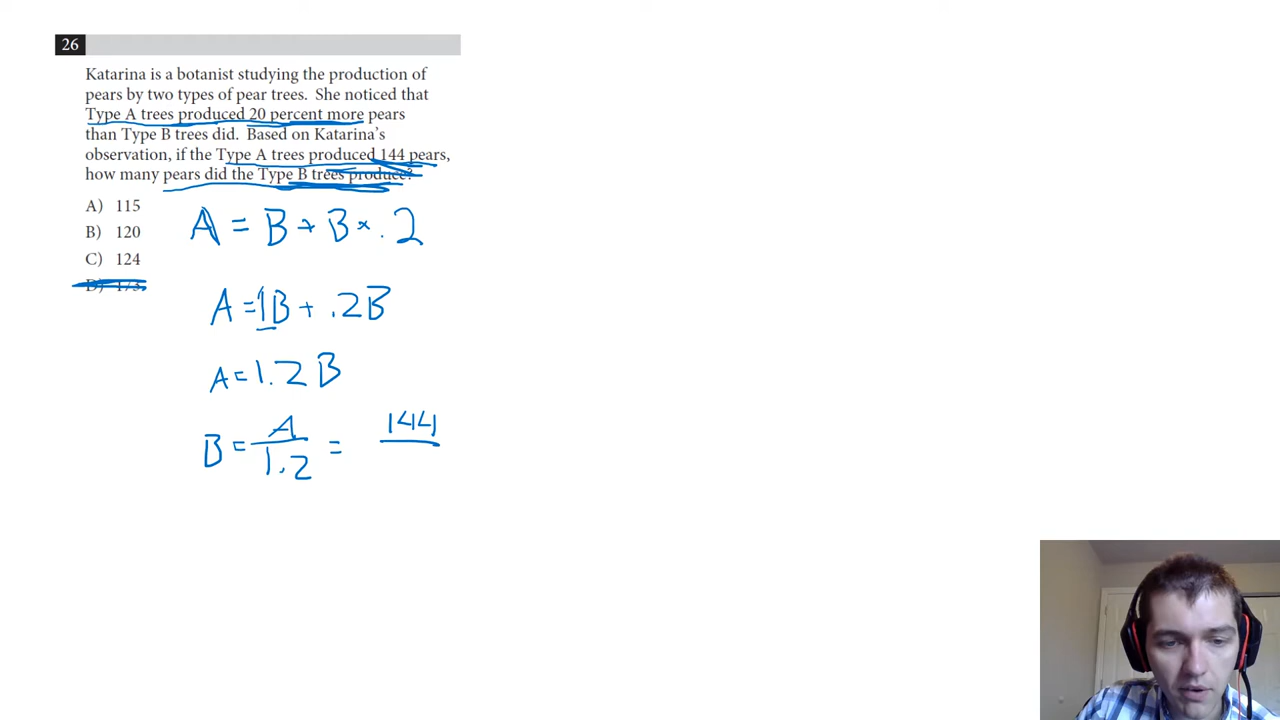 26
Katarina is a botanist studying the production of
pears by two types of pear trees. She noticed that
Type A trees produced 20 percent more pears
than Type B trees did. Based on Katarina's
observation, if the Type A trees produced 144 pears,
how many pears did the Type B trees produce?
A) 115
B) 120
C) 124
D) 173
A = B + B * .2
A = 1B + .2B
A = 1.2 B
B = A/1.2 = 144